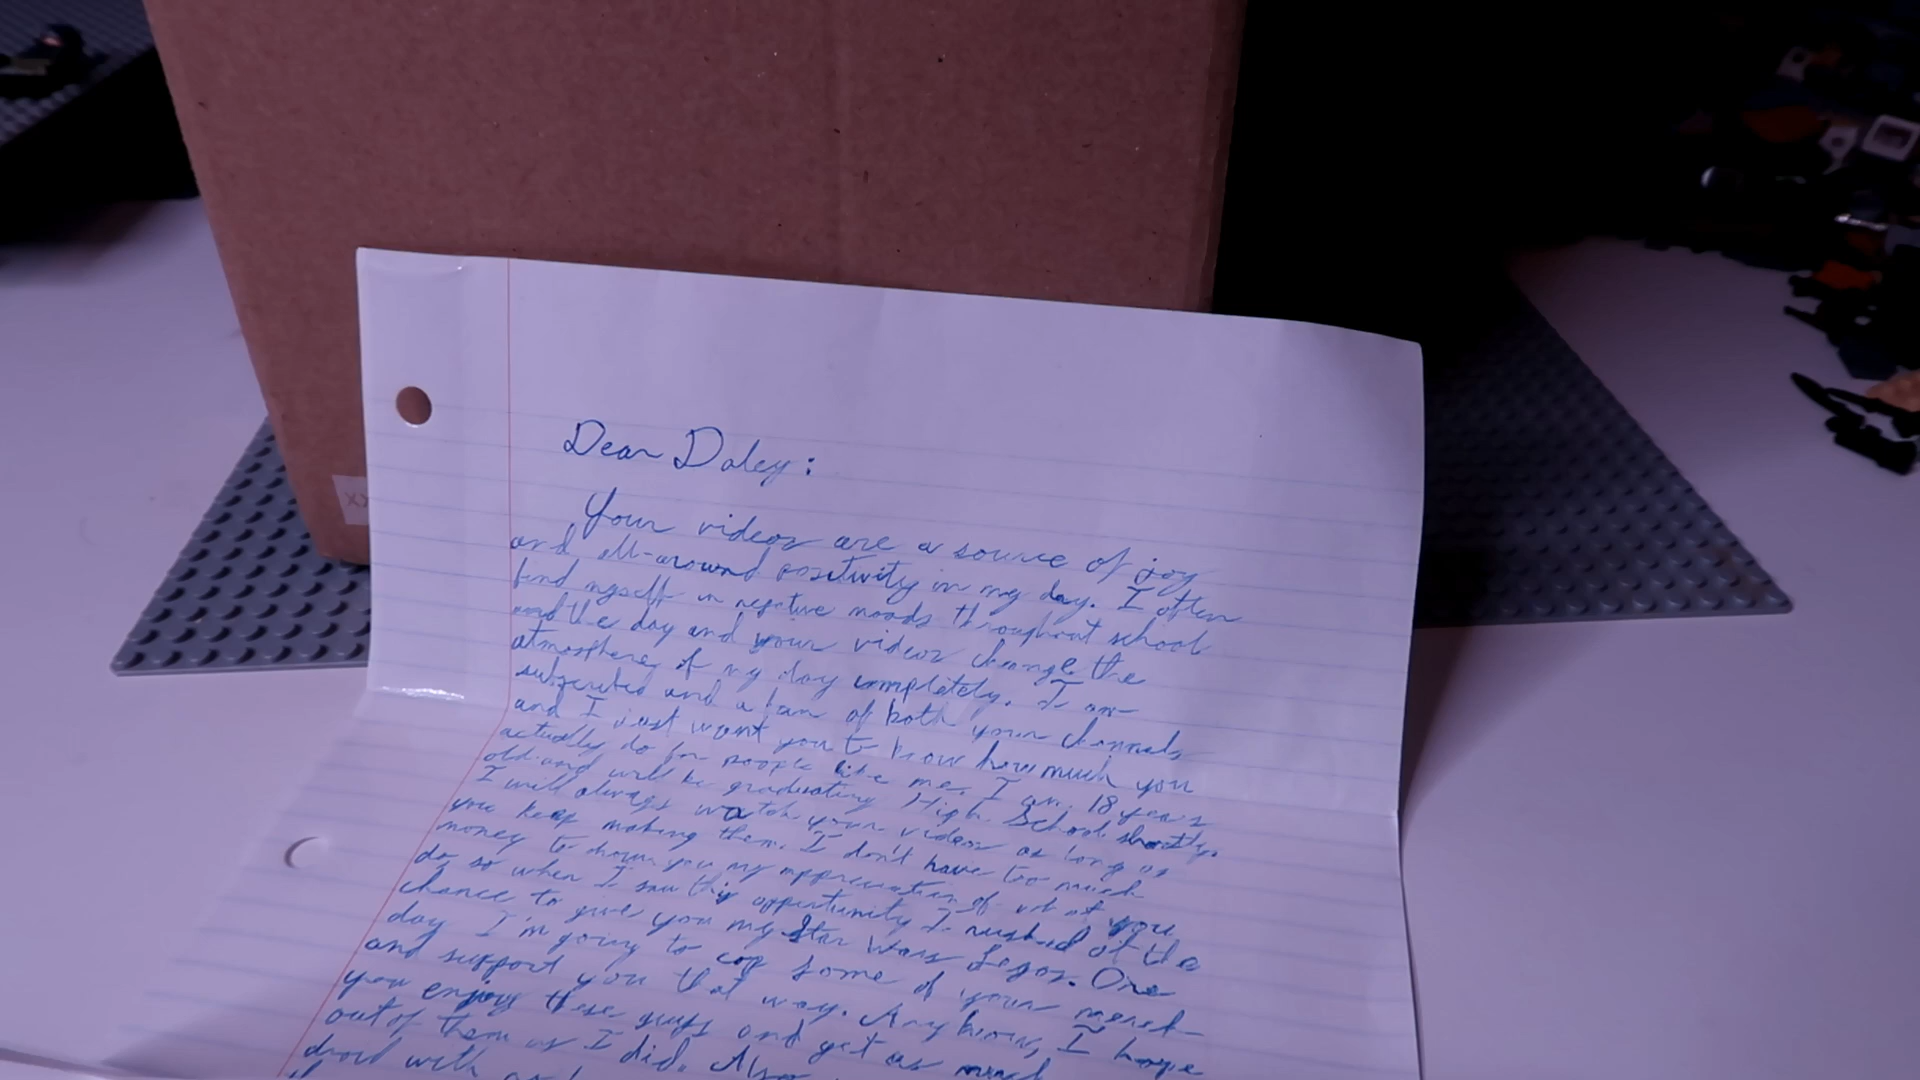 Dear Daley:
Your videos are a source of joy
and all-around positivity in my day. I often
find myself in negative moods throughout school
and the day and your videos change the
atmosphere of my day completely. I am
subscribed and a fan of both your channels
and I just want you to know how much you
actually do for people like me. I am 18 years
old and will be graduating High School shortly.
I will always watch your videos as long as
you keep making them. I don't have too much
money to show you my appreciation of what you
do, so when I saw this opportunity I rushed at the
chance to give you my Star Wars Legos. One
day I'm going to cop some of your merch
and support you that way. Anyhow, I hope
you enjoy these guys and get as much
out of them as I did. Also
droid with
XX